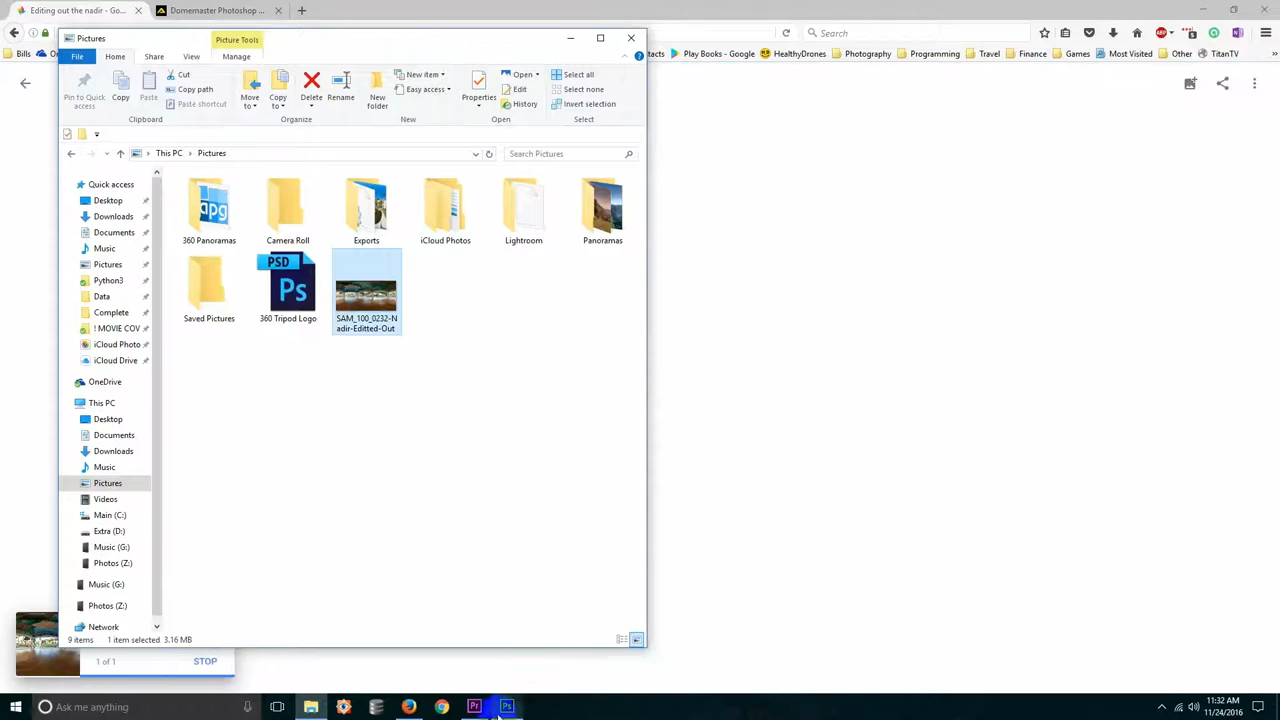 Editing out the nadir - Go...
Domemaster Photoshop ...
Search
Bills
Play Books - Google
HealthyDrones
Photography
Programming
Travel
Finance
Games
Most Visited
Other
TitanTV
Pictures
Picture Tools
File
Home
Share
View
Manage
Pin to Quick access
Copy
Paste
Cut
Copy path
Paste shortcut
Clipboard
Move to
Copy to
Delete
Rename
Organize
New folder
New item
Easy access
New
Properties
Open
Edit
History
Open
Select all
Select none
Invert selection
Select
This PC
Pictures
Search Pictures
Quick access
Desktop
Downloads
Documents
Music
Pictures
Python3
Data
Complete
! MOVIE COV
iCloud Photo
iCloud Drive
OneDrive
This PC
Desktop
Documents
Downloads
Music
Pictures
Videos
Main (C:)
Extra (D:)
Music (G:)
Photos (Z:)
Music (G:)
Photos (Z:)
Network
apg
360 Panoramas
Camera Roll
Exports
iCloud Photos
Lightroom
Panoramas
Saved Pictures
PSD
Ps
360 Tripod Logo
SAM_100_0232-N
adir-Editted-Out
9 items
1 item selected 3.16 MB
1 of 1
STOP
Ask me anything
Pr
Ps
11:32 AM
11/24/2016